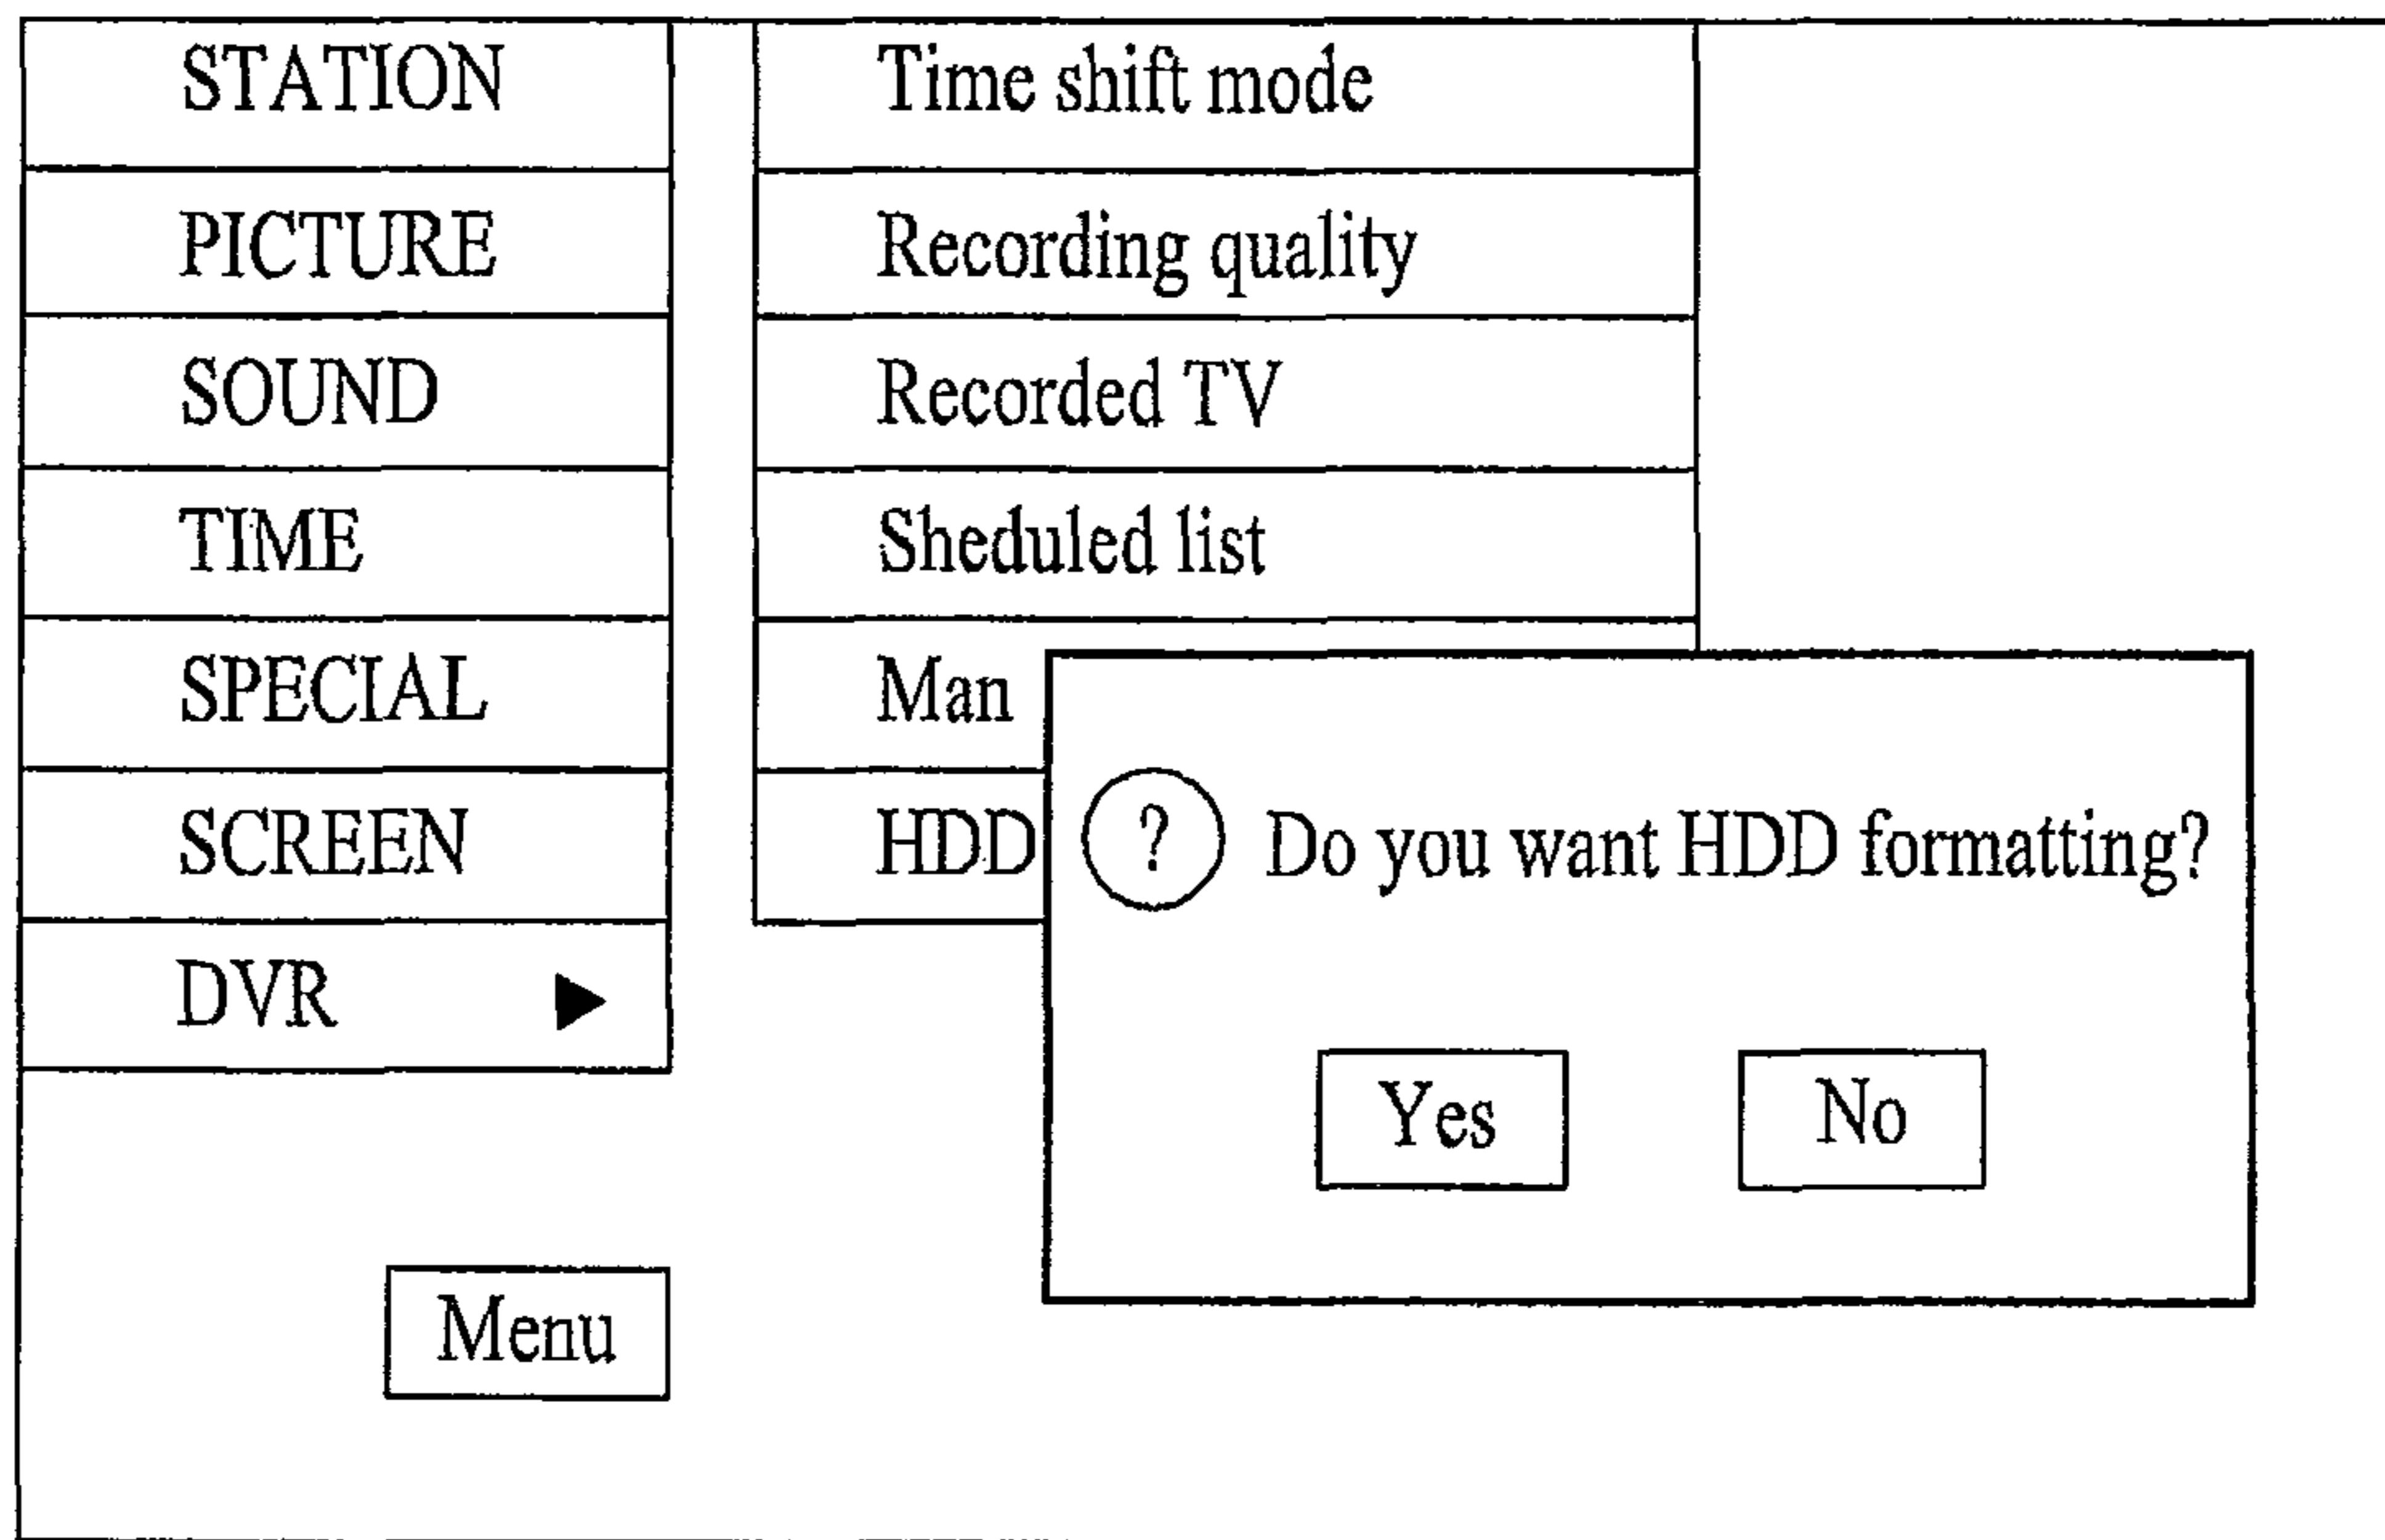 STATION
PICTURE
SOUND
TIME
SPECIAL
SCREEN
DVR
Menu
Time shift mode
Recording quality
Recorded TV
Sheduled list
Man
HDD
? Do you want HDD formatting?
Yes No